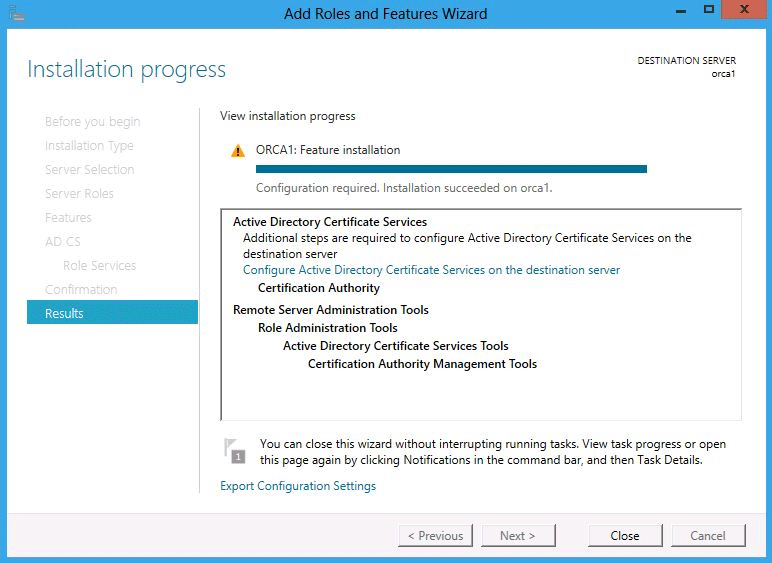 Add Roles and Features Wizard
Installation progress
DESTINATION SERVER
orca1
Before you begin
Installation Type
Server Selection
Server Roles
Features
AD CS
Role Services
Confirmation
Results
View installation progress
ORCA1: Feature installation
Configuration required. Installation succeeded on orca1.
Active Directory Certificate Services
Additional steps are required to configure Active Directory Certificate Services on the
destination server
Configure Active Directory Certificate Services on the destination server
Certification Authority
Remote Server Administration Tools
Role Administration Tools
Active Directory Certificate Services Tools
Certification Authority Management Tools
1
You can close this wizard without interrupting running tasks. View task progress or open
this page again by clicking Notifications in the command bar, and then Task Details.
Export Configuration Settings
< Previous
Next >
Close
Cancel